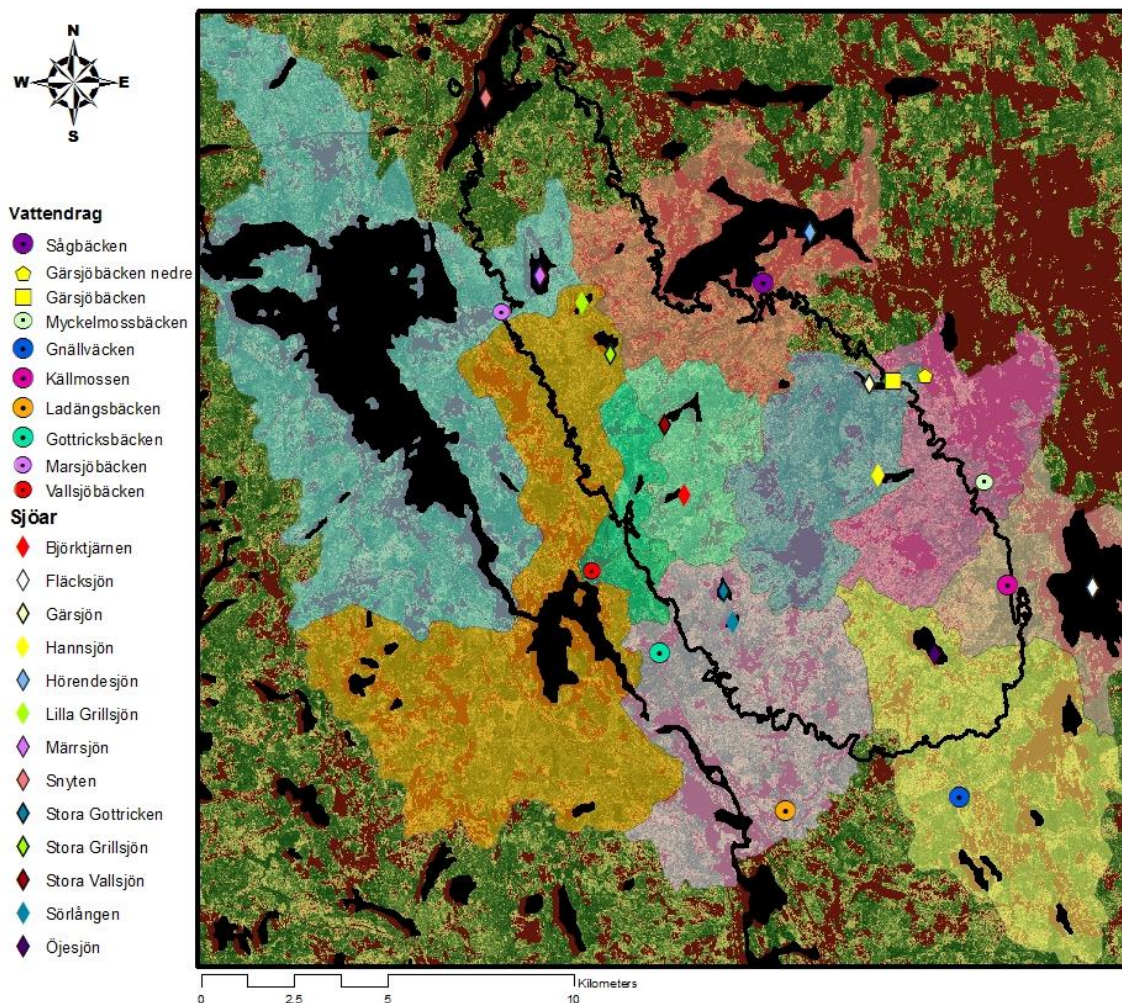 N
W E
S
Vattendrag
Sågbäcken
Gärsjöbäcken nedre
Gärsjöbäcken
Myckelmossbäcken
Gnällväcken
Källmossen
Ladängsbäcken
Gottricksbäcken
Marsjöbäcken
Vallsjöbäcken
Sjöar
Björktjärnen
Fläcksjön
Gärsjön
Hannsjön
Hörendesjön
Lilla Grillsjön
Märrsjön
Snyten
Stora Gottricken
Stora Grillsjön
Stora Vallsjön
Sörlången
Öjesjön
Kilometers
0 2.5 5 10